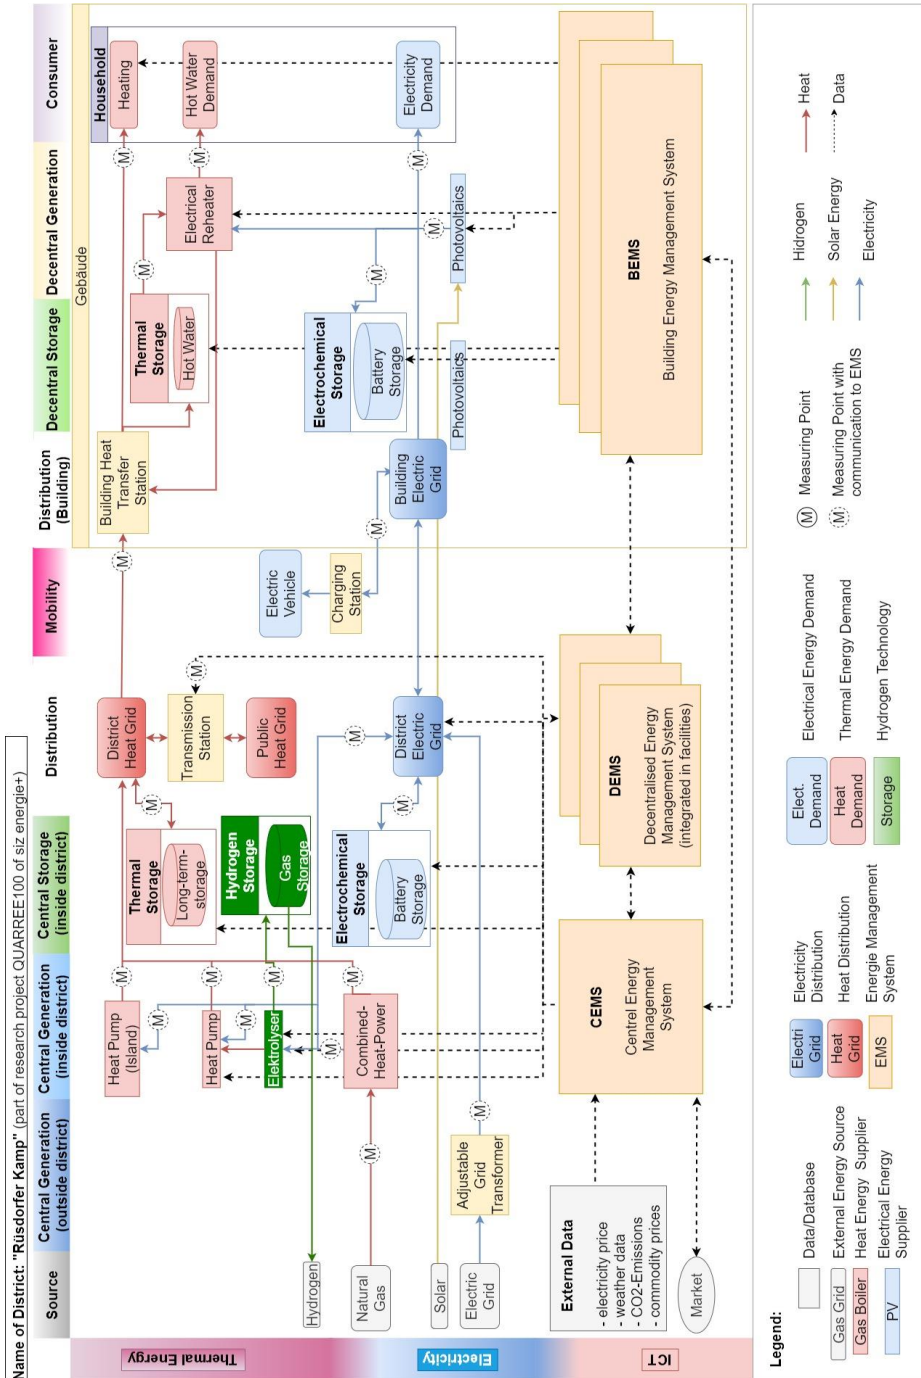 Name of District: "Rüsdorfer Kamp" (part of research project QUARREE100 of siz energie+)
Source
Central Generation
(outside district)
Central Generation
(inside district)
Central Storage
(inside district)
Distribution
Mobility
Distribution
(Building)
Decentral Storage
Decentral Generation
Consumer
Gebäude
Thermal Energy
Electricity
ICT
Household
Heat Pump
(Island)
M
District
Heat Grid
M
Building Heat
Transfer
Station
M
Heating
M
M
Thermal
Storage
Long-term-
storage
M
Transmission
Station
M
Thermal
Storage
Hot Water
M
Electrical
Reheater
M
Hot Water
Demand
Heat Pump
M
M
Hydrogen
Storage
Gas
Storage
Public
Heat Grid
Elektrolyser
M
Electric
Vehicle
Hydrogen
M
Charging
Station
Electrochemical
Storage
Battery
Storage
M
Natural
Gas
M
Combined-
Heat-Power
M
Electrochemical
Storage
Battery
Storage
M
M
M
District
Electric
Grid
Building
Electric
Grid
M
M
Electricity
Demand
Solar
Photovoltaics
Photovoltaics
Electric
Grid
Adjustable
Grid
Transformer
M
External Data
- electricity price
- weather data
- CO2-Emissions
- commodity prices
Market
CEMS
Centrel Energy
Management
System
DEMS
Decentralised Energy
Management System
(integrated in facilities)
BEMS
Building Energy Management System
Legend:
Data/Database
Gas Grid
External Energy Source
Gas Boiler
Heat Energy Supplier
PV
Electrical Energy
Supplier
Electri
Grid
Electricity
Distribution
Heat
Grid
Heat Distribution
EMS
Energie Management
System
Elect.
Demand
Electrical Energy Demand
Heat
Demand
Thermal Energy Demand
Storage
Hydrogen Technology
M
Measuring Point
M
Measuring Point with
communication to EMS
Hidrogen
Solar Energy
Electricity
Heat
Data